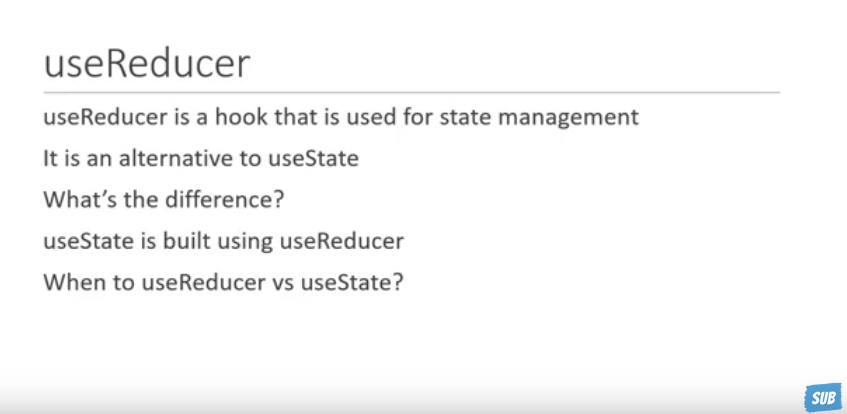 useReducer
useReducer is a hook that is used for state management
It is an alternative to useState
What’s the difference?
useState is built using useReducer
When to useReducer vs useState?
SUB